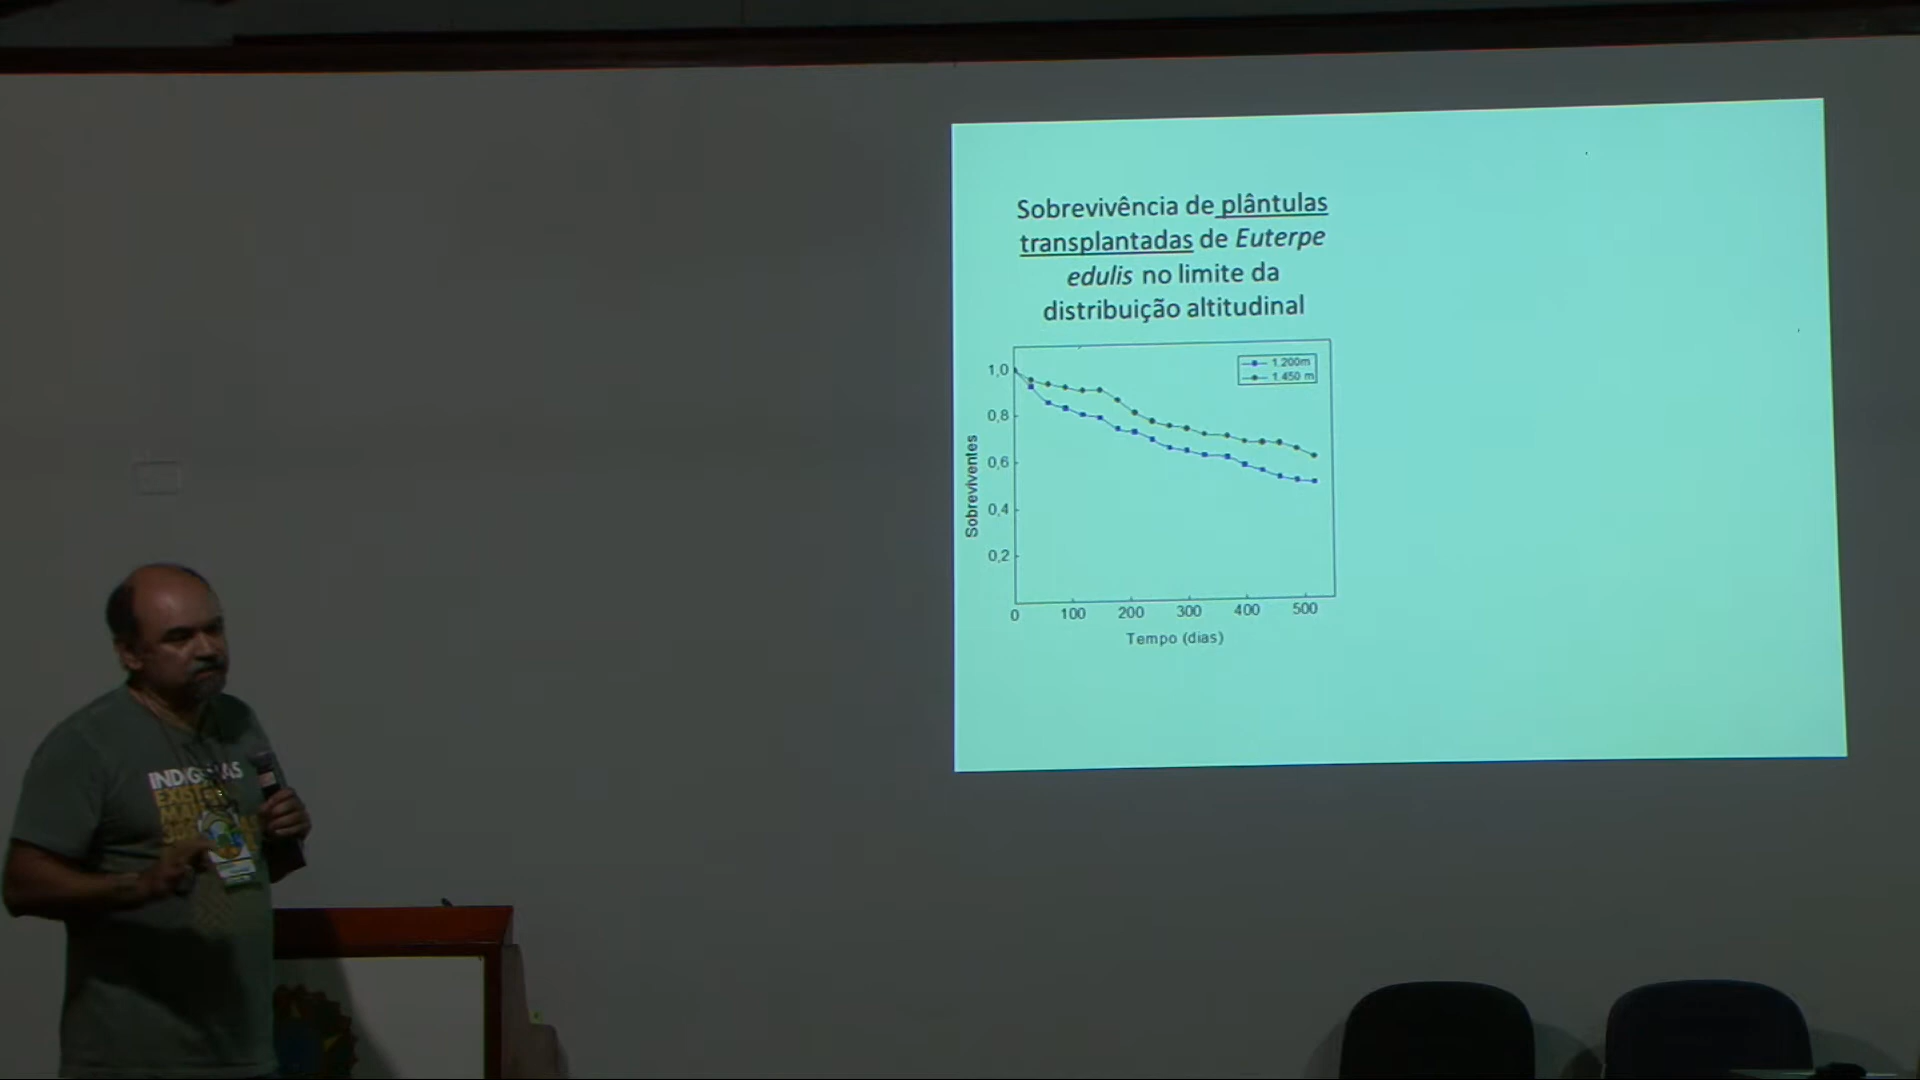 Sobrevivência de plântulas
transplantadas de Euterpe
edulis no limite da
distribuição altitudinal
1.200m
1.450 m
1,0
0,8
0,6
0,4
0,2
Sobreviventes
0 100 200 300 400 500
Tempo (dias)